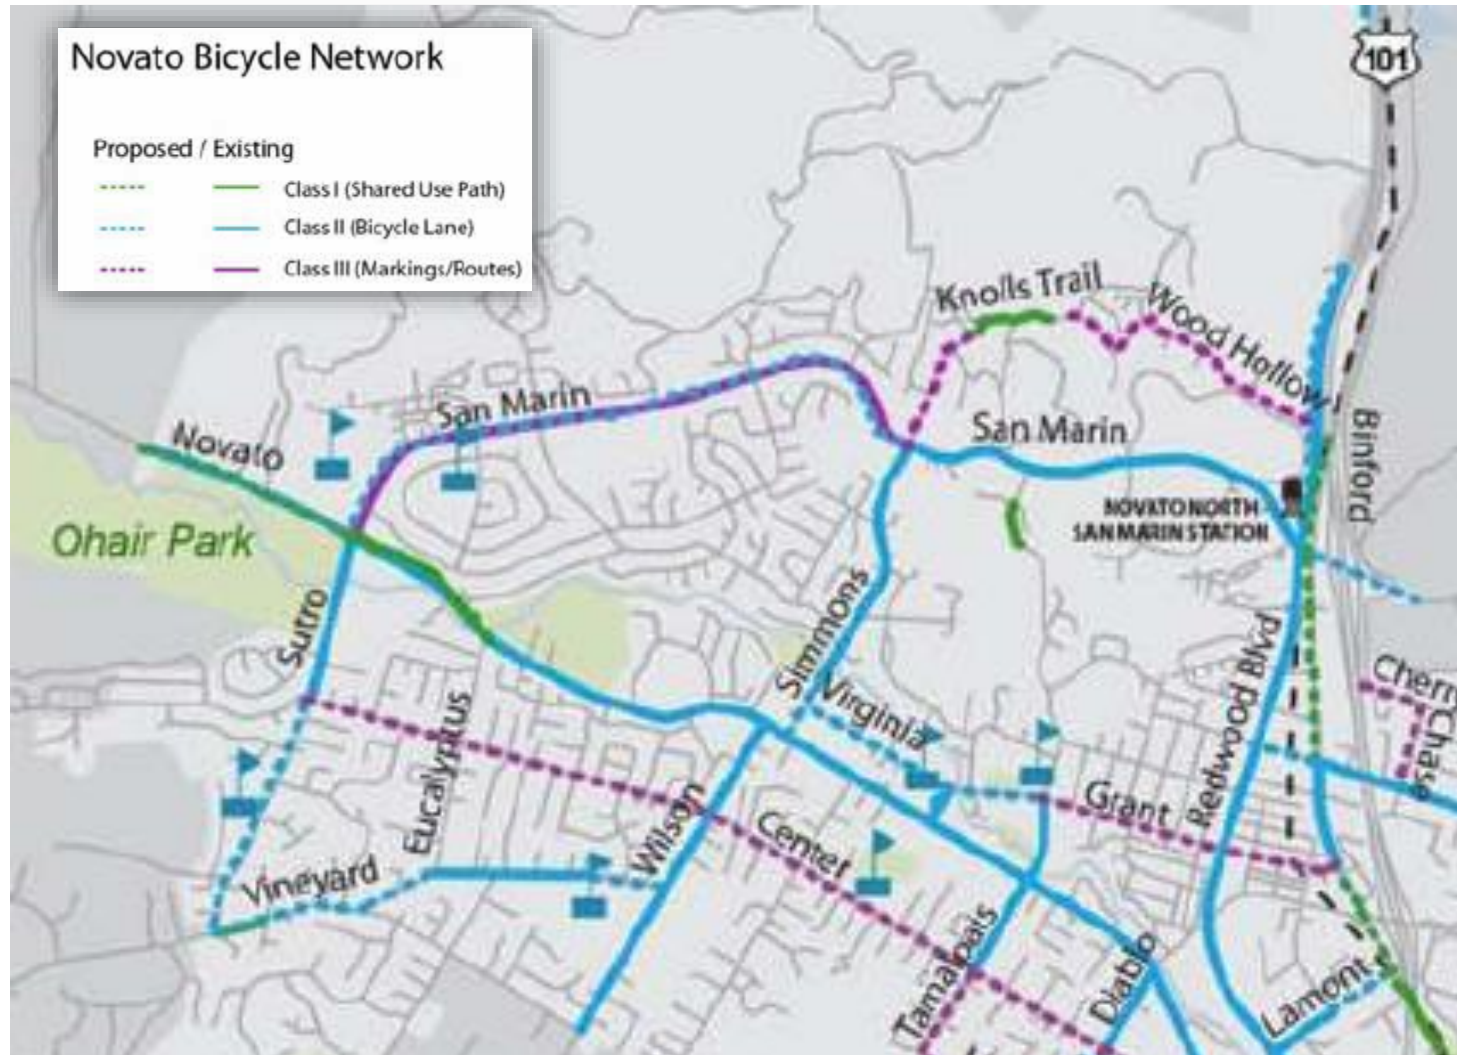 Novato Bicycle Network
Proposed / Existing
Class I (Shared Use Path)
Class II (Bicycle Lane)
Class III (Markings/Routes)
101
Knolls Trail
Wood Hollow
San Marin
Novato
San Marin
Binford
NOVATO NORTH
SAN MARIN STATION
Ohair Park
Sutro
Simmons
Virginia
Redwood Blvd
Cherry
Chase
Eucalyptus
Wilson
Grant
Center
Vineyard
Tamalpais
Diablo
Lamont